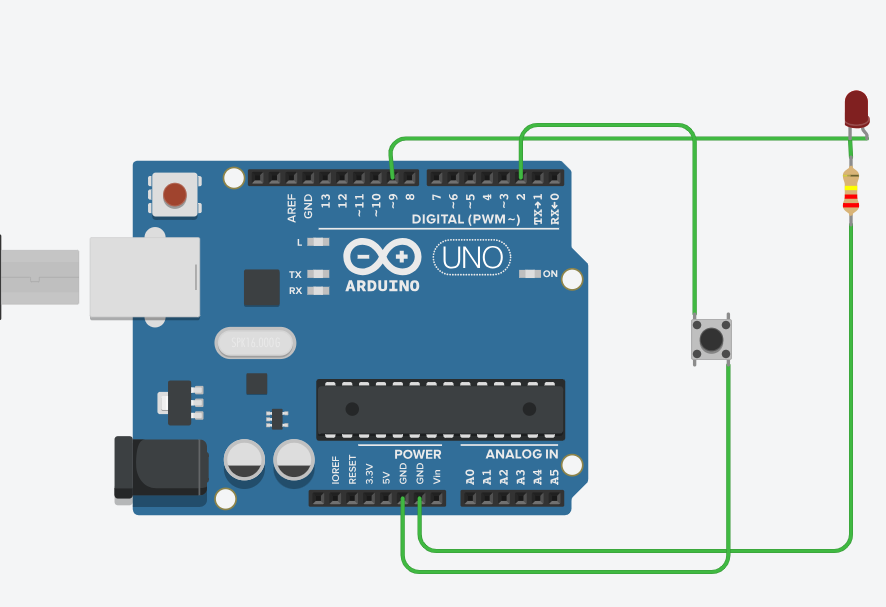 AREF
GND
13
12
~11
~10
~9
8
7
~6
~5
4
~3
2
TX→1
RX←0
DIGITAL (PWM~)
L
TX
RX
ARDUINO
UNO
ON
SPK16.000G
POWER
ANALOG IN
IOREF
RESET
3.3V
5V
GND
GND
Vin
A0
A1
A2
A3
A4
A5